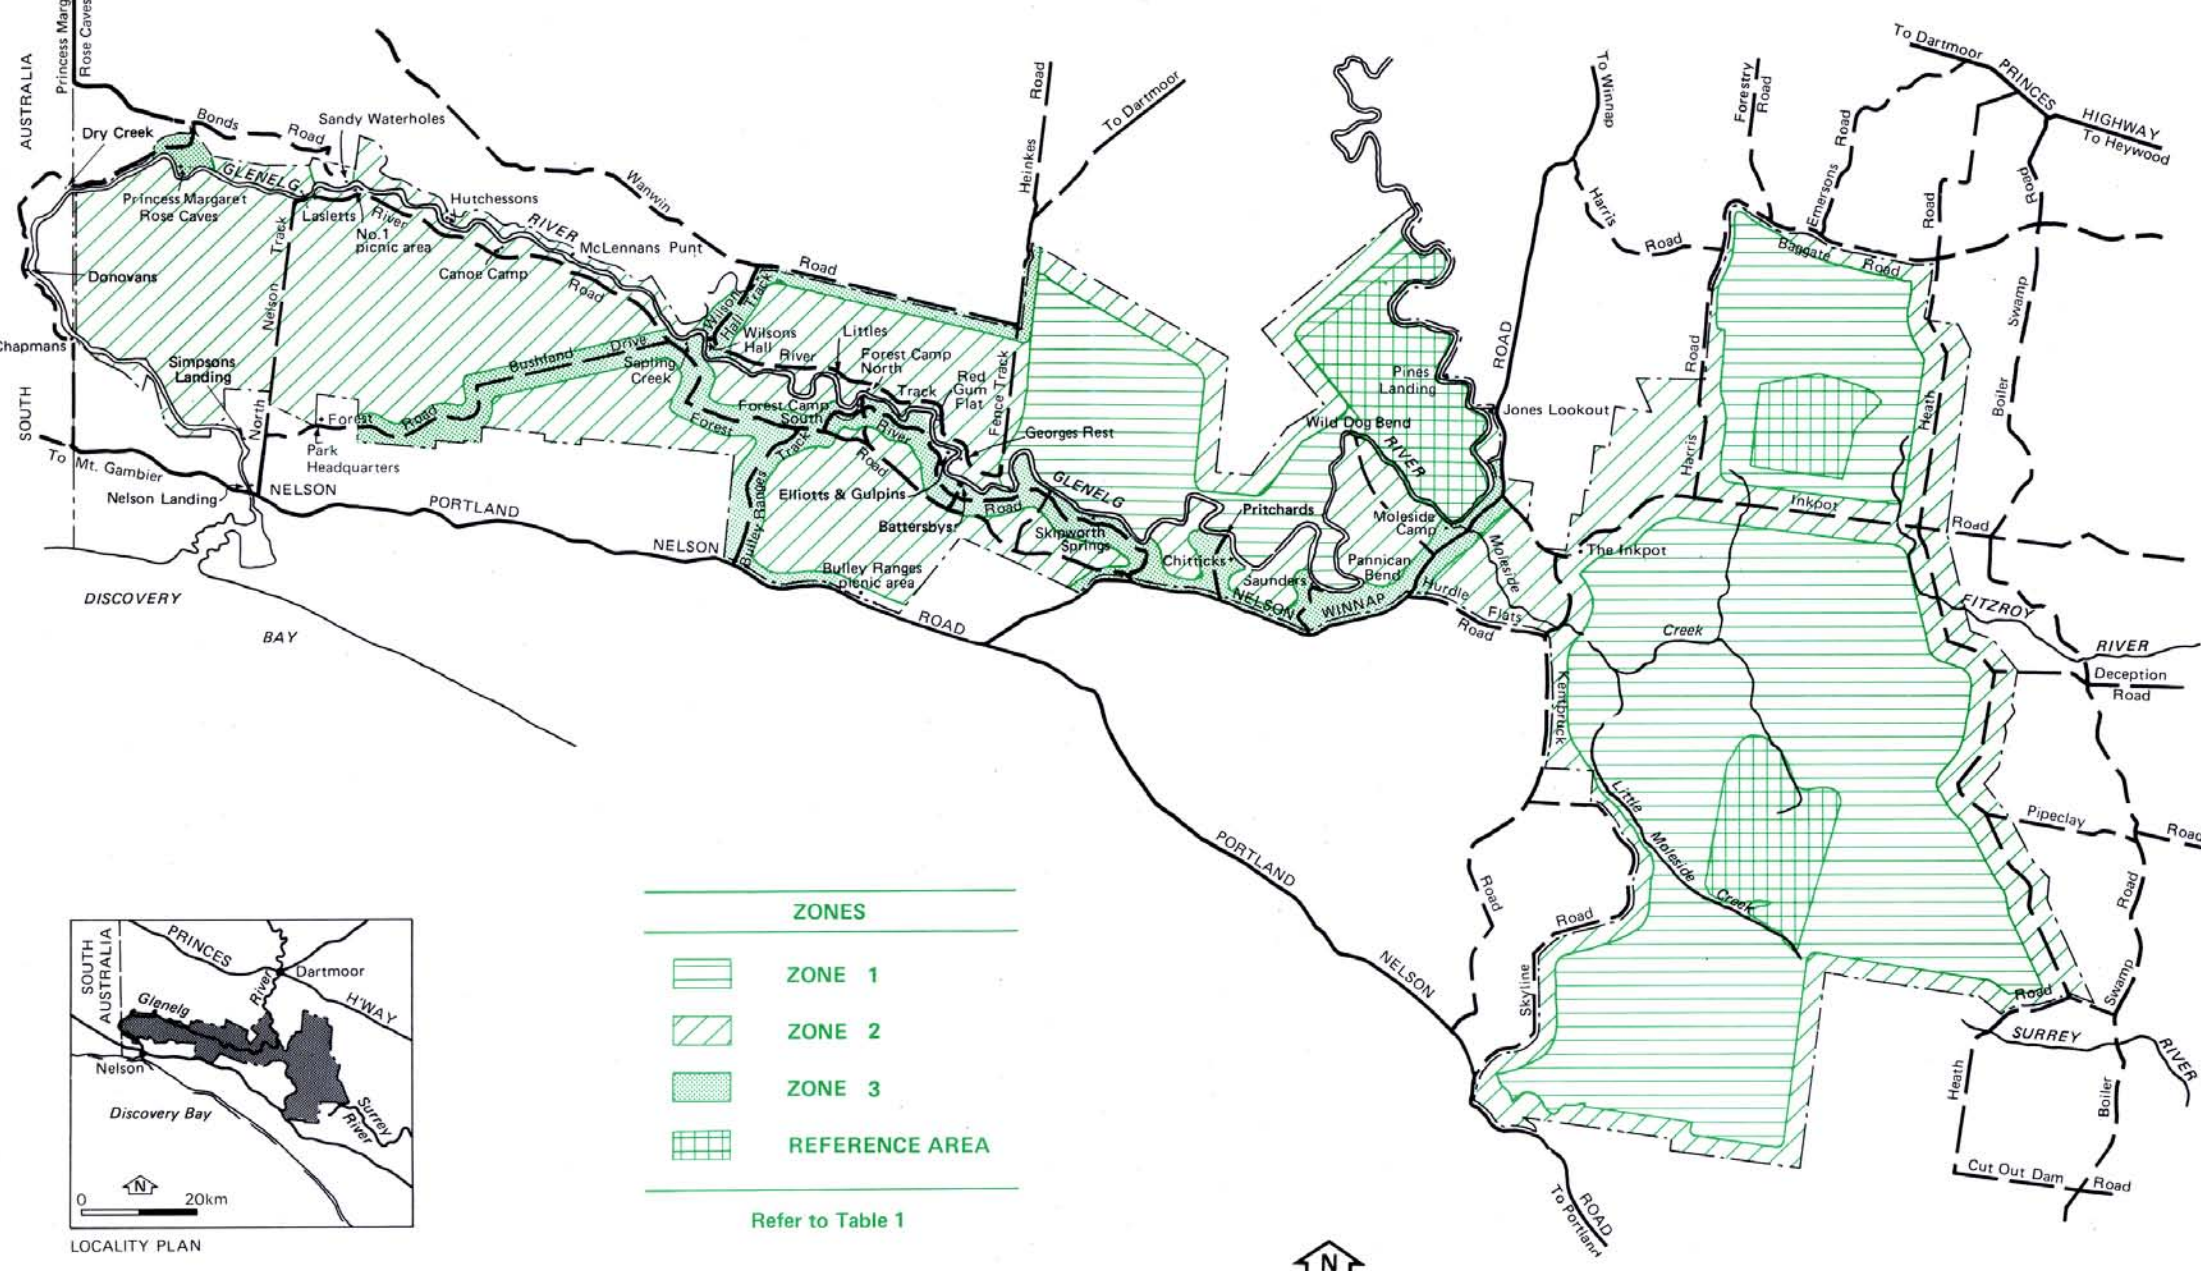 Princess Marg
Rose Caves
AUSTRALIA
SOUTH
Dry Creek
Bonds
Road
Sandy Waterholes
GLENELG
Princess Margaret
Rose Caves
Lasletts
River
No.1
picnic area
Hutchessons
RIVER
McLennans Punt
Canoe Camp
Road
Wanwin
Road
Donovans
Chapmans
Nelson
Track
North
Simpsons
Landing
Forest
Road
Park
Headquarters
To Mt. Gambier
Nelson Landing
NELSON
PORTLAND
NELSON
ROAD
DISCOVERY
BAY
Bushland
Drive
Sapling
Creek
Wilson
Hall Track
Wilsons
Hall
Littles
River
Forest Camp
North
Track
Red
Gum
Flat
Forest Camp
South
Forest
Track
Road
River
Bulley Ranges
Elliotts & Gulpins
Battersbys
Road
Bulley Ranges
picnic area
Fence Track
Georges Rest
GLENELG
Skipworth
Springs
Heinkes
Road
To Dartmoor
Chitticks
Pritchards
Saunders
NELSON
WINNAP
Pannican
Bend
Moleside
Camp
Wild Dog Bend
RIVER
Pines
Landing
Jones Lookout
ROAD
To Winnap
Harris
Road
Forestry
Road
Emersons
Road
To Dartmoor
PRINCES
HIGHWAY
To Heywood
Road
Road
Baggate
Road
Harris
Road
Heath
Swamp
Boiler
Inkpot
Road
The Inkpot
Moleside
Creek
Hurdle
Flats
Road
Kentbruck
Road
FITZROY
RIVER
Deception
Road
Little
Moleside
Creek
Pipeclay
Road
Skyline
Road
Road
Swamp
Road
SURREY
RIVER
Heath
Boiler
Cut Out Dam
Road
PORTLAND
NELSON
ROAD
To Portland
ZONES
ZONE 1
ZONE 2
ZONE 3
REFERENCE AREA
Refer to Table 1
SOUTH
AUSTRALIA
PRINCES
H'WAY
Dartmoor
Glenelg
River
Nelson
Discovery Bay
Surrey
River
N
0
20km
LOCALITY PLAN
N